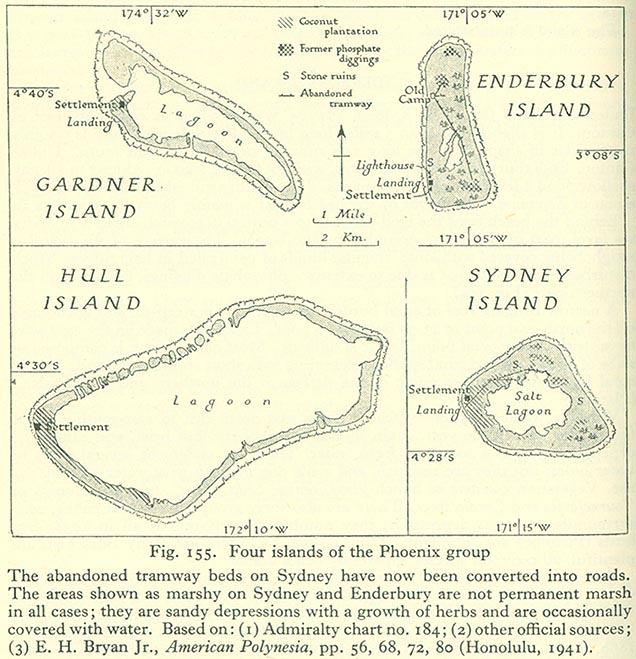 174° 32'W
171° 05'W
Coconut
plantation
Former phosphate
diggings
S Stone ruins
Abandoned
tramway
4°40'S
Settlement
Landing
Lagoon
GARDNER
ISLAND
1 Mile
2 Km.
Old
Camp
ENDERBURY
ISLAND
3°08'S
S
Lighthouse
Landing
Settlement
171° 05'W
HULL
ISLAND
4°30'S
Lagoon
Settlement
172° 10'W
SYDNEY
ISLAND
S
Settlement
Landing
Salt
Lagoon
S
4°28'S
171° 15'W
Fig. 155. Four islands of the Phoenix group
The abandoned tramway beds on Sydney have now been converted into roads.
The areas shown as marshy on Sydney and Enderbury are not permanent marsh
in all cases; they are sandy depressions with a growth of herbs and are occasionally
covered with water. Based on: (1) Admiralty chart no. 184; (2) other official sources;
(3) E. H. Bryan Jr., American Polynesia, pp. 56, 68, 72, 80 (Honolulu, 1941).